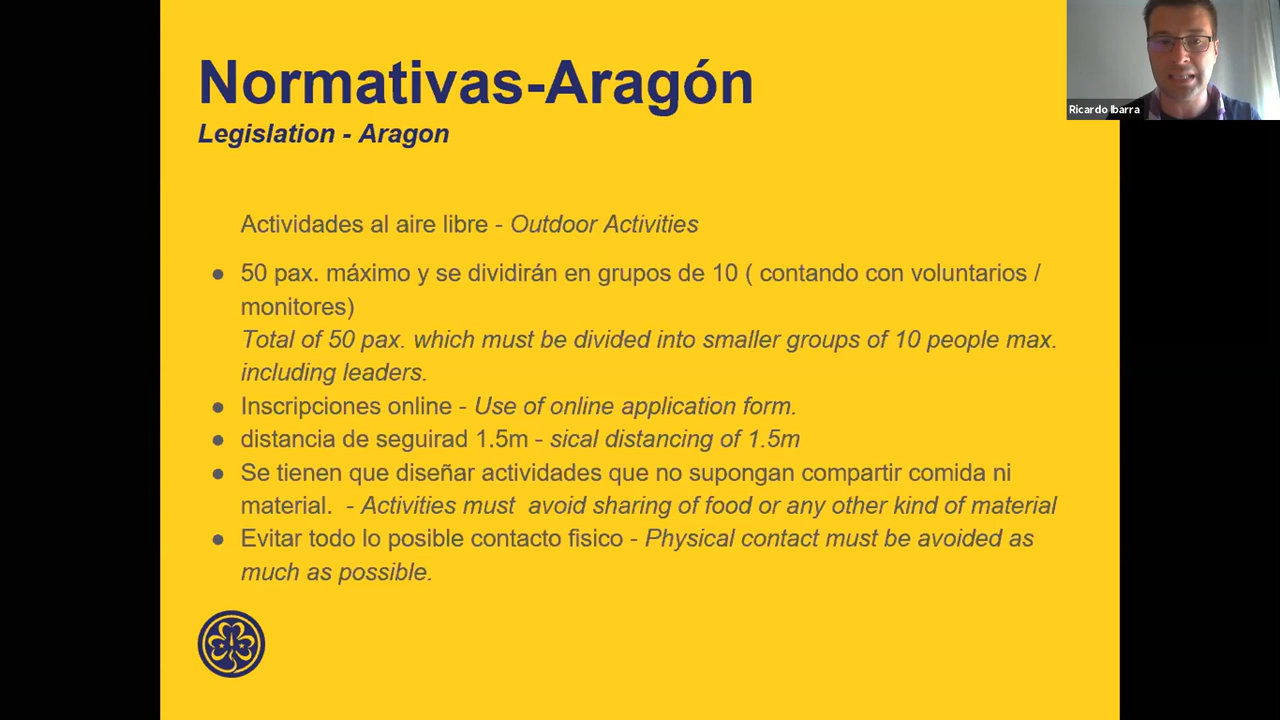 Normativas-Aragón
Legislation - Aragon
Ricardo Ibarra
Actividades al aire libre - Outdoor Activities
● 50 pax. máximo y se dividirán en grupos de 10 ( contando con voluntarios /
monitores)
Total of 50 pax. which must be divided into smaller groups of 10 people max.
including leaders.
● Inscripciones online - Use of online application form.
● distancia de seguirad 1.5m - sical distancing of 1.5m
● Se tienen que diseñar actividades que no supongan compartir comida ni
material. - Activities must avoid sharing of food or any other kind of material
● Evitar todo lo posible contacto fisico - Physical contact must be avoided as
much as possible.